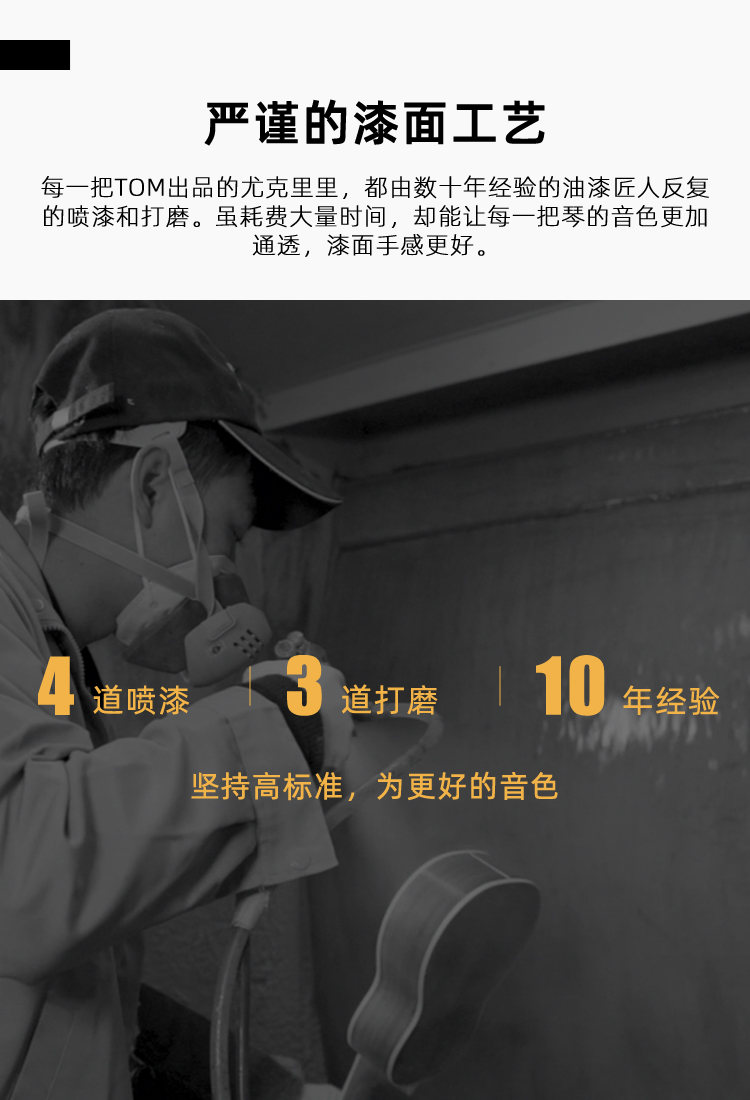 严谨的漆面工艺
每一把TOM出品的尤克里里，都由数十年经验的油漆匠人反复
的喷漆和打磨。虽耗费大量时间，却能让每一把琴的音色更加
通透，漆面手感更好。
4 道喷漆 3 道打磨 10 年经验
坚持高标准，为更好的音色